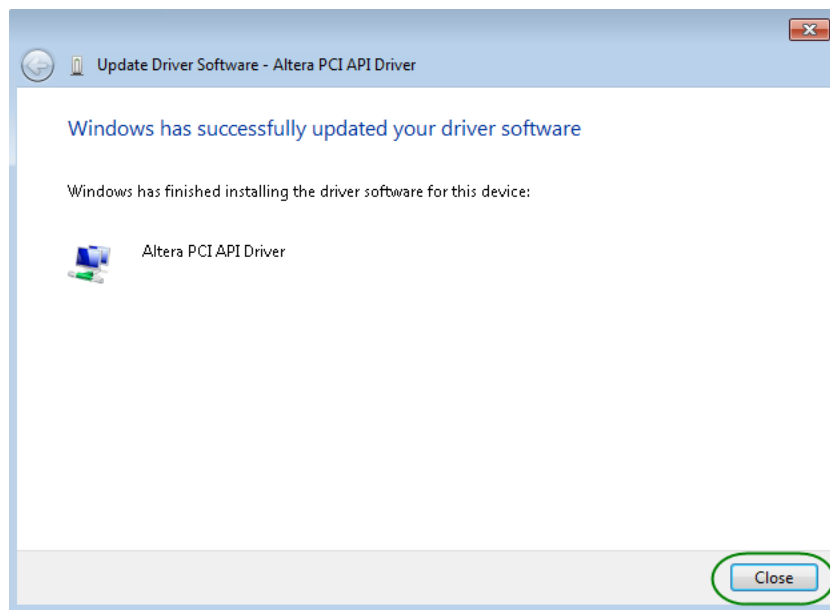 Update Driver Software - Altera PCI API Driver
Windows has successfully updated your driver software
Windows has finished installing the driver software for this device:
Altera PCI API Driver
Close